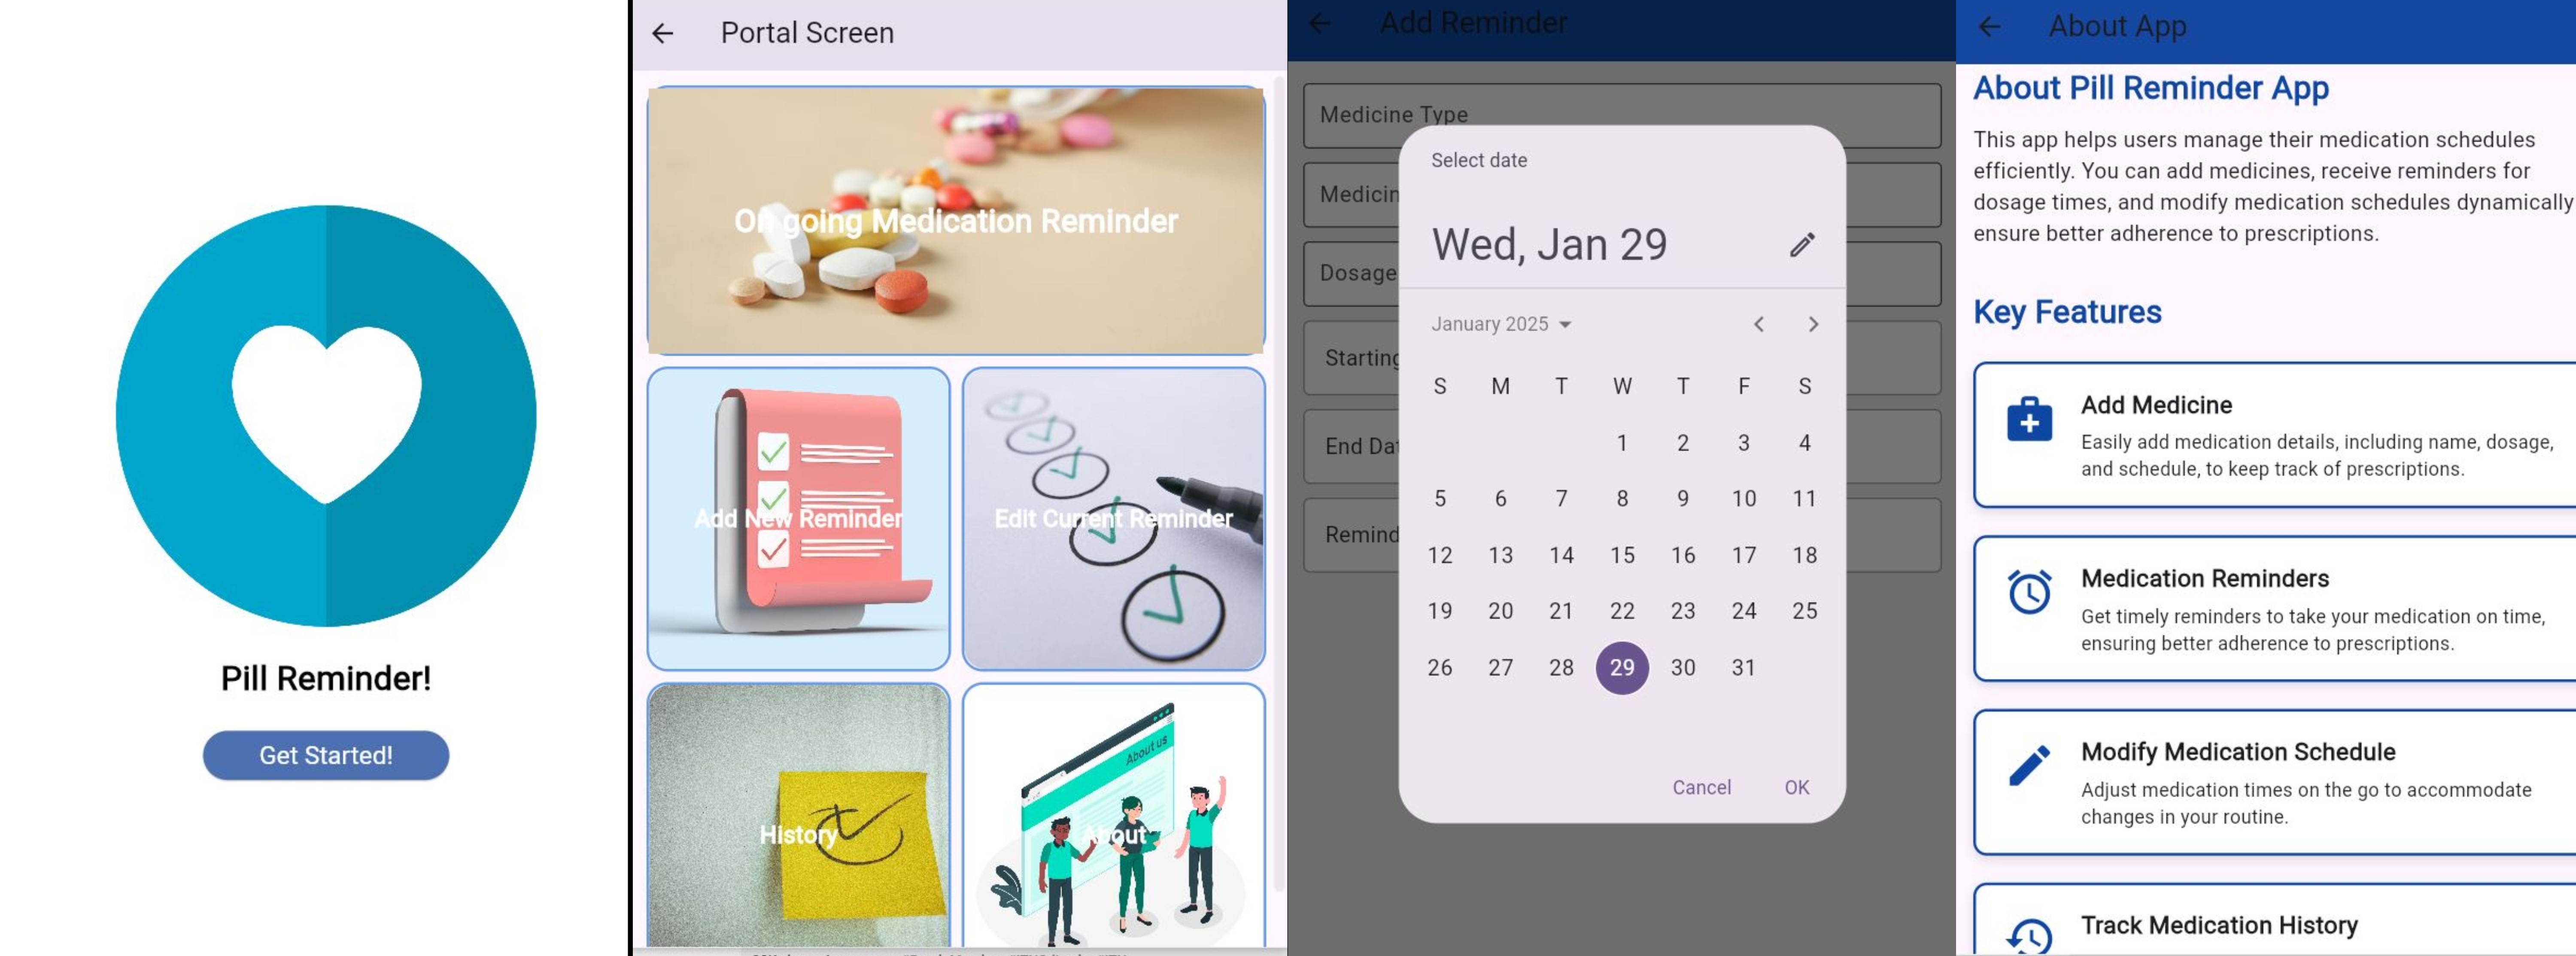 Pill Reminder!
Get Started!
Portal Screen
On going Medication Reminder
Add New Reminder
Edit Current Reminder
History
About us
About
Add Reminder
Medicine Type
Medicin
Dosage
Starting
End Dat
Remind
Select date
Wed, Jan 29
January 2025
S M T W T F S
1 2 3 4
5 6 7 8 9 10 11
12 13 14 15 16 17 18
19 20 21 22 23 24 25
26 27 28 29 30 31
Cancel OK
About App
About Pill Reminder App
This app helps users manage their medication schedules
efficiently. You can add medicines, receive reminders for
dosage times, and modify medication schedules dynamically
ensure better adherence to prescriptions.
Key Features
Add Medicine
Easily add medication details, including name, dosage,
and schedule, to keep track of prescriptions.
Medication Reminders
Get timely reminders to take your medication on time,
ensuring better adherence to prescriptions.
Modify Medication Schedule
Adjust medication times on the go to accommodate
changes in your routine.
Track Medication History